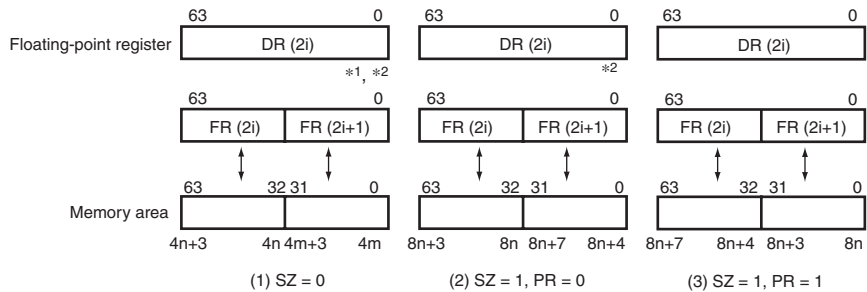 63 0 63 0 63 0
Floating-point register DR (2i) DR (2i) DR (2i)
*1, *2 *2
63 0 63 0 63 0
FR (2i) FR (2i+1) FR (2i) FR (2i+1) FR (2i) FR (2i+1)
63 32 31 0 63 32 31 0 63 32 31 0
Memory area
4n+3 4n 4m+3 4m 8n+3 8n 8n+7 8n+4 8n+7 8n+4 8n+3 8n
(1) SZ = 0 (2) SZ = 1, PR = 0 (3) SZ = 1, PR = 1